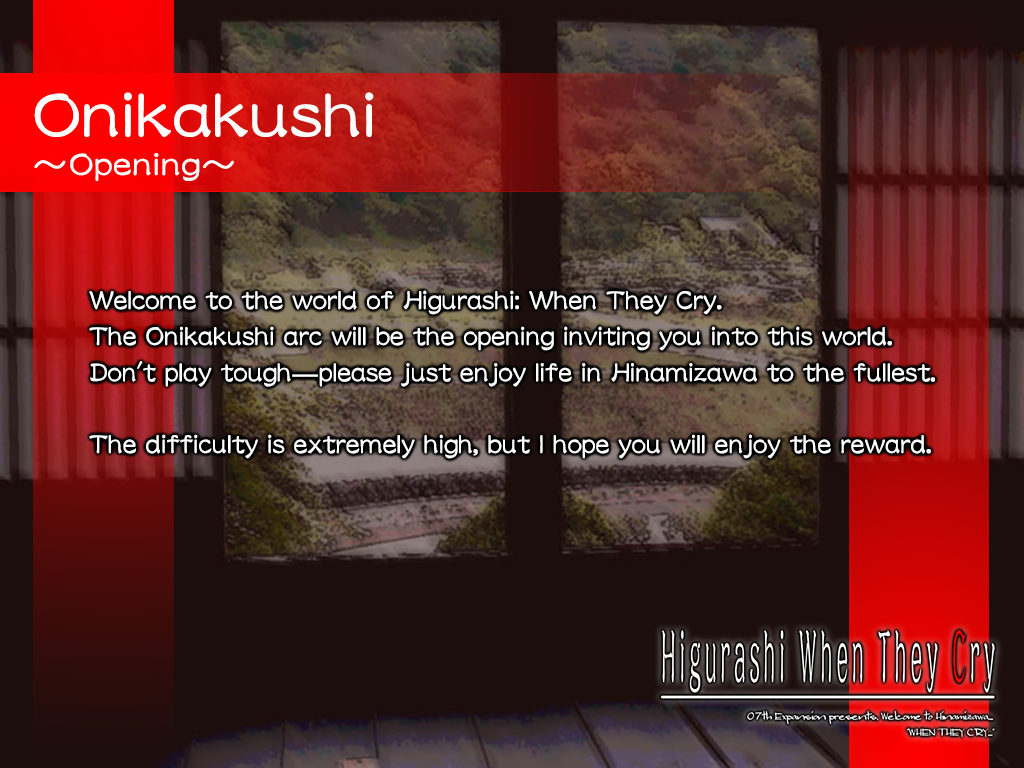 Onikakushi
～Opening～
Welcome to the world of Higurashi: When They Cry.
The Onikakushi arc will be the opening inviting you into this world.
Don't play tough—please just enjoy life in Hinamizawa to the fullest.
The difficulty is extremely high, but I hope you will enjoy the reward.
Higurashi When They Cry
07th Expansion presents. Welcome to Hinamizawa...
"WHEN THEY CRY..."